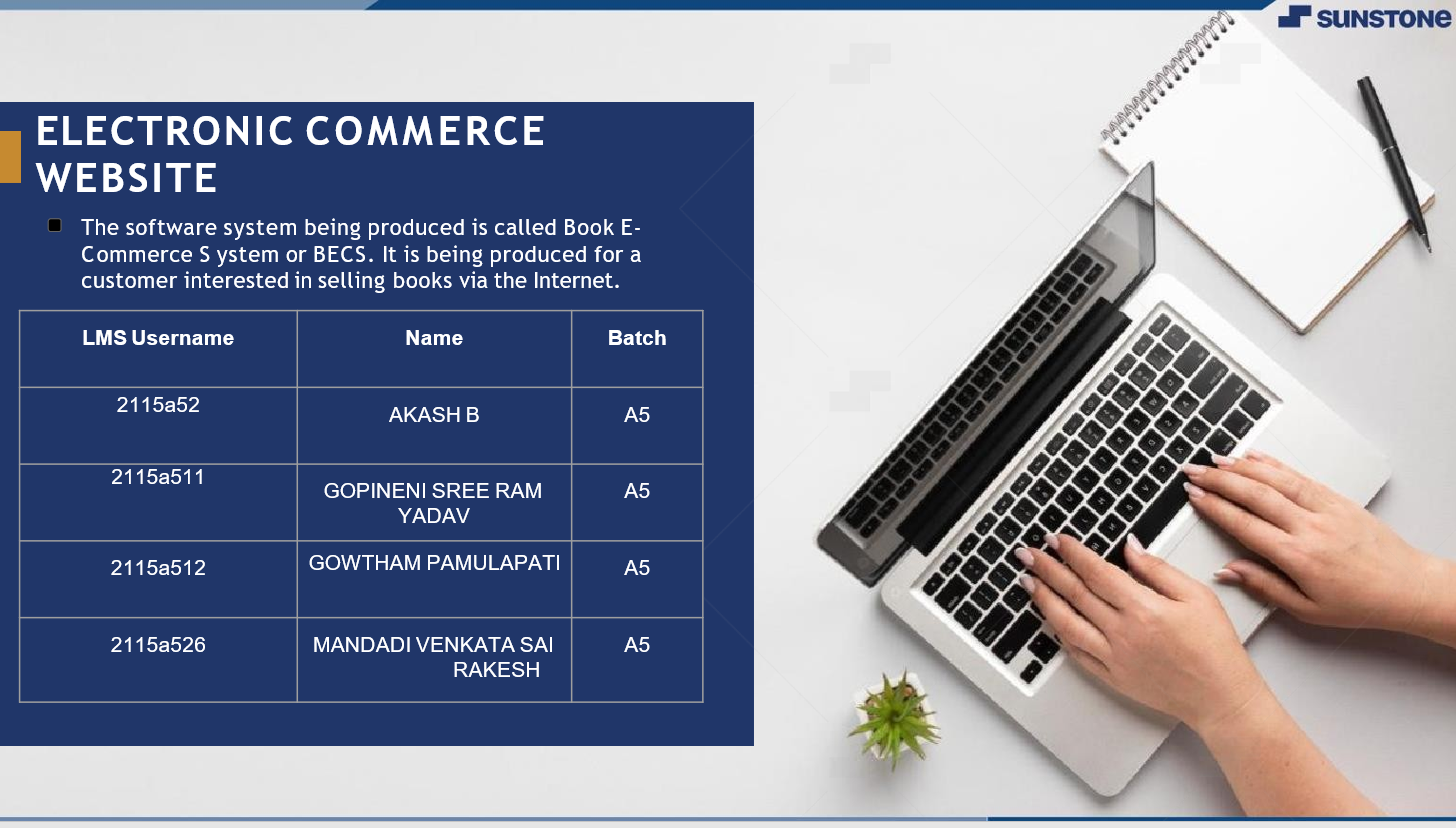 SUNSTONE
ELECTRONIC COMMERCE
WEBSITE
The software system being produced is called Book E-
Commerce S ystem or BECS. It is being produced for a
customer interested in selling books via the Internet.
LMS Username Name Batch
2115a52 AKASH B A5
2115a511 GOPINENI SREE RAM A5
YADAV
2115a512 GOWTHAM PAMULAPATI A5
2115a526 MANDADI VENKATA SAI A5
RAKESH